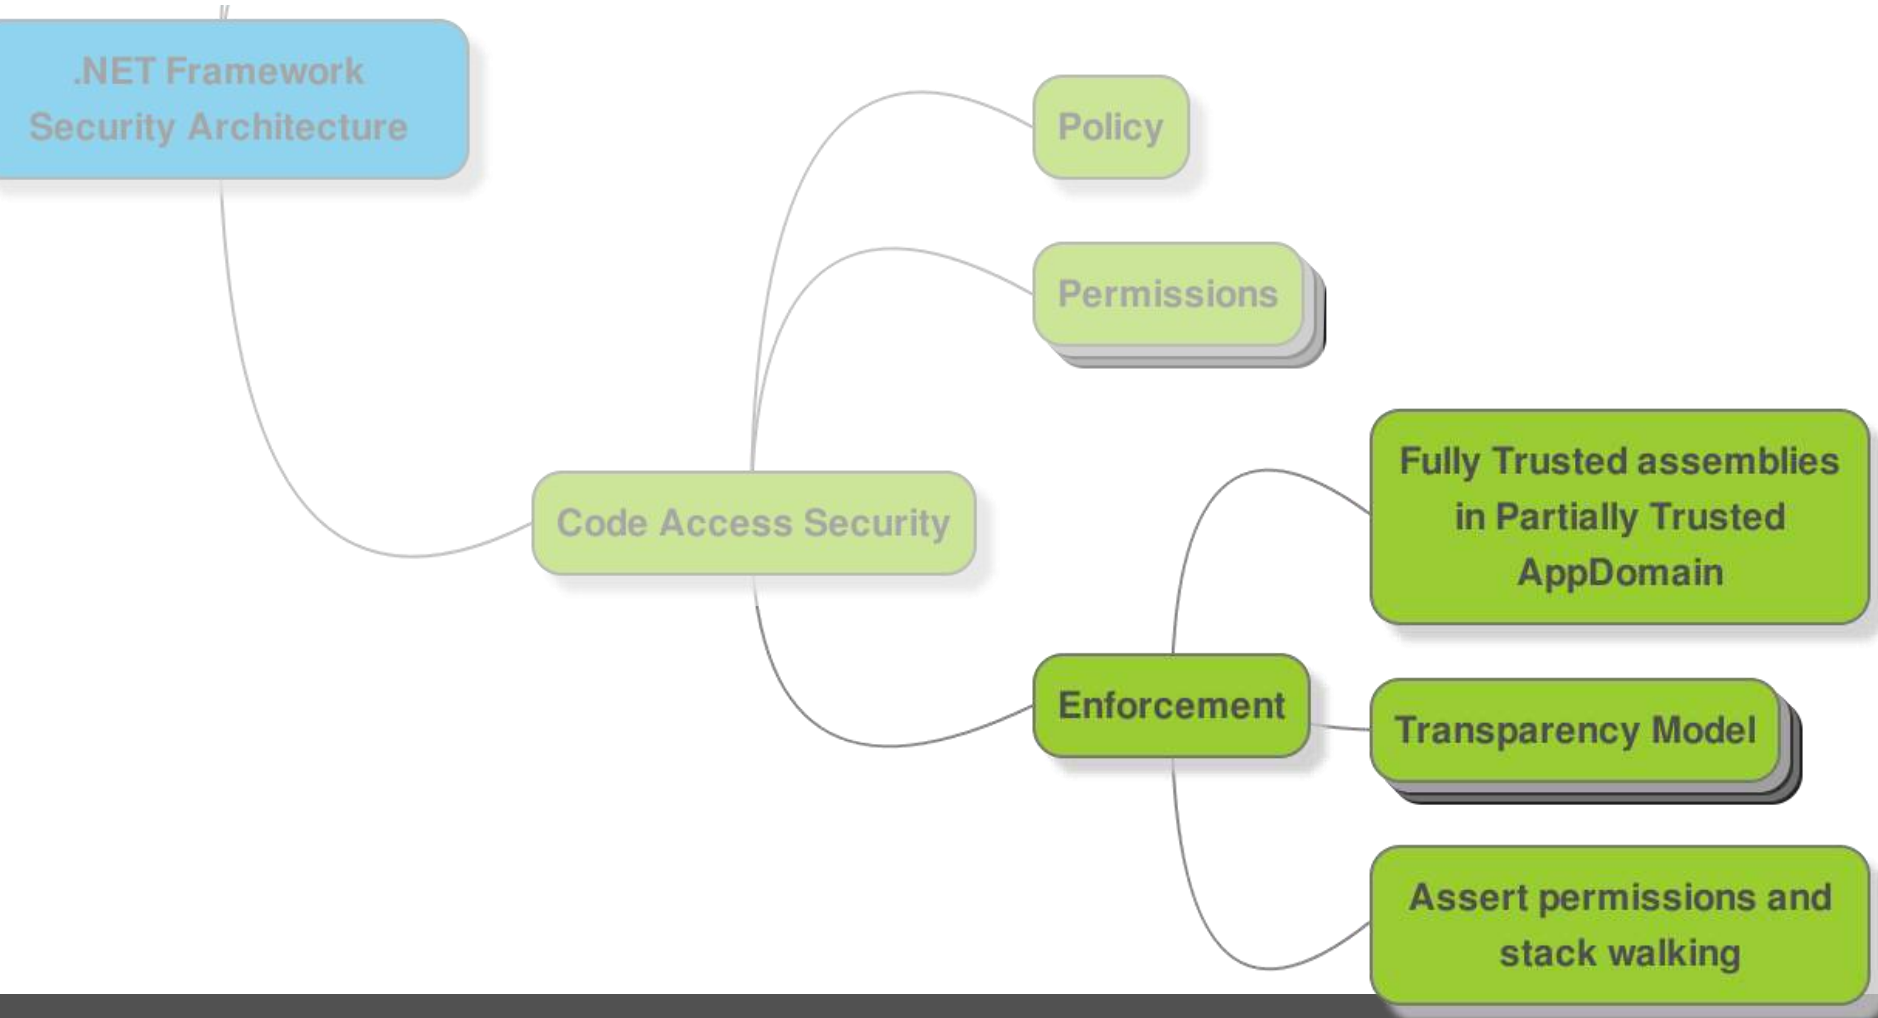 .NET Framework
Security Architecture
Policy
Permissions
Code Access Security
Fully Trusted assemblies
in Partially Trusted
AppDomain
Enforcement
Transparency Model
Assert permissions and
stack walking